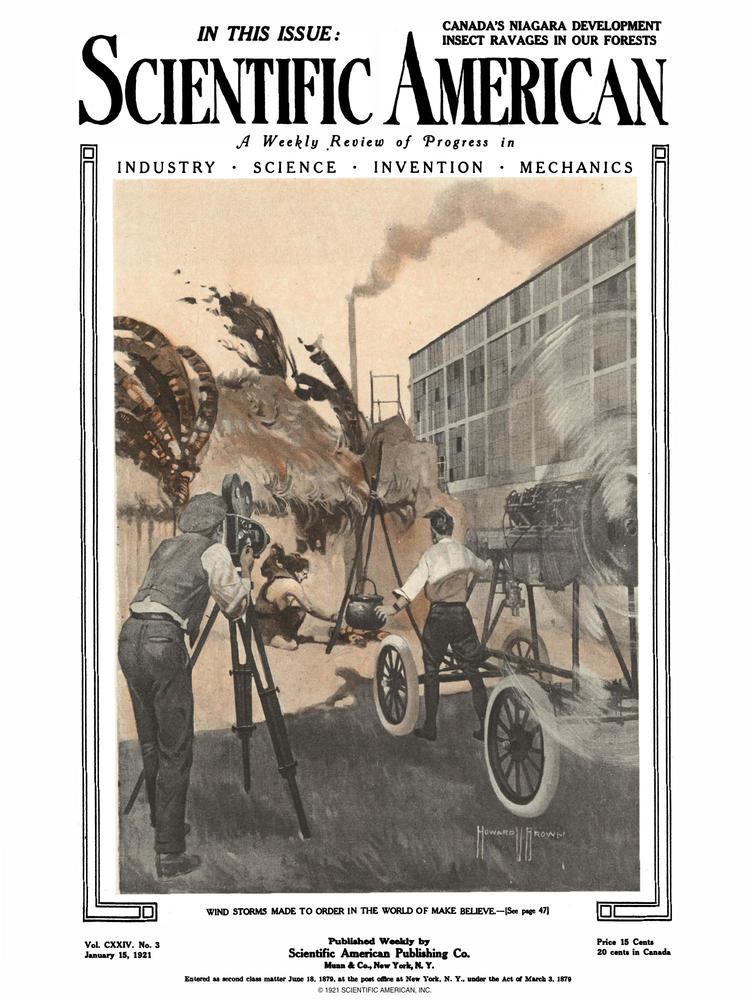 IN THIS ISSUE:
CANADA'S NIAGARA DEVELOPMENT
INSECT RAVAGES IN OUR FORESTS
SCIENTIFIC AMERICAN
A Weekly Review of Progress in
INDUSTRY · SCIENCE · INVENTION · MECHANICS
HOWARD V BROWN
WIND STORMS MADE TO ORDER IN THE WORLD OF MAKE BELIEVE.—[See page 47]
Vol. CXXIV. No. 3
January 15, 1921
Published Weekly by
Scientific American Publishing Co.
Munn & Co., New York, N. Y.
Price 15 Cents
20 cents in Canada
Entered as second class matter June 18, 1879, at the post office at New York, N. Y., under the Act of March 3, 1879
© 1921 SCIENTIFIC AMERICAN, INC.